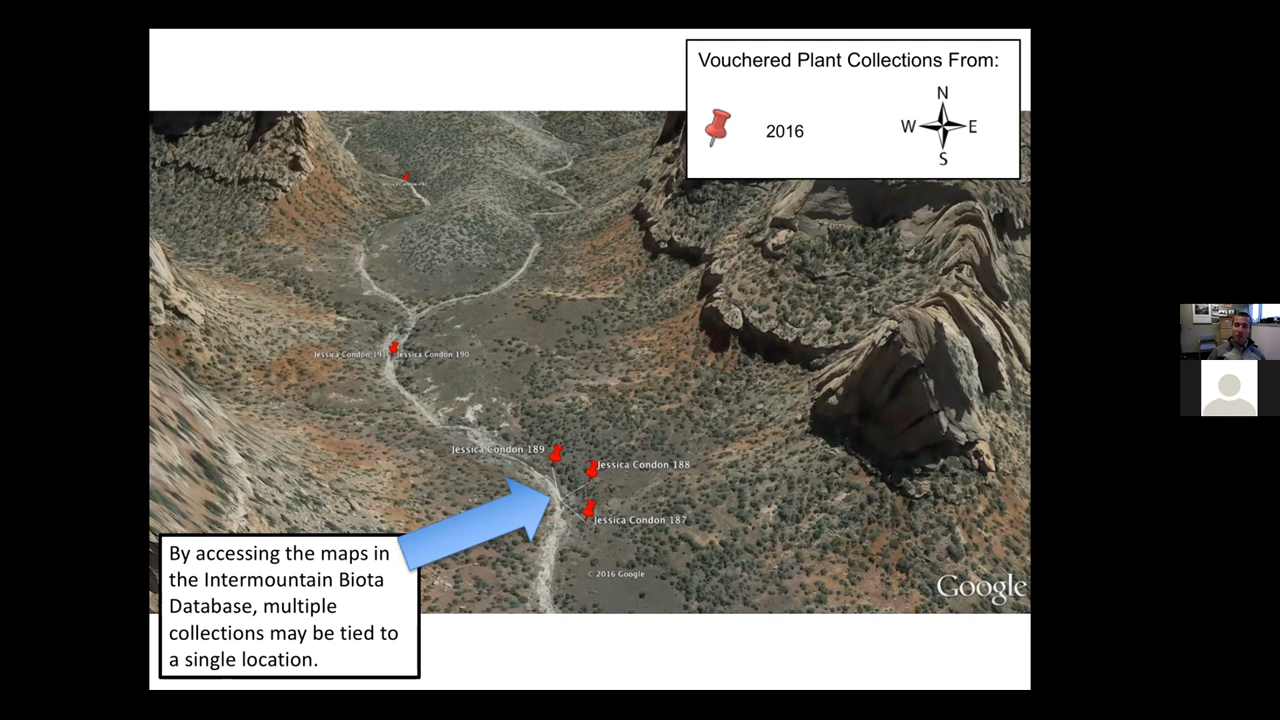 Vouchered Plant Collections From:
2016
N
W E
S
Jessica Condon 190
Jessica Condon 189
Jessica Condon 188
Jessica Condon 187
© 2016 Google
Google
By accessing the maps in
the Intermountain Biota
Database, multiple
collections may be tied to
a single location.